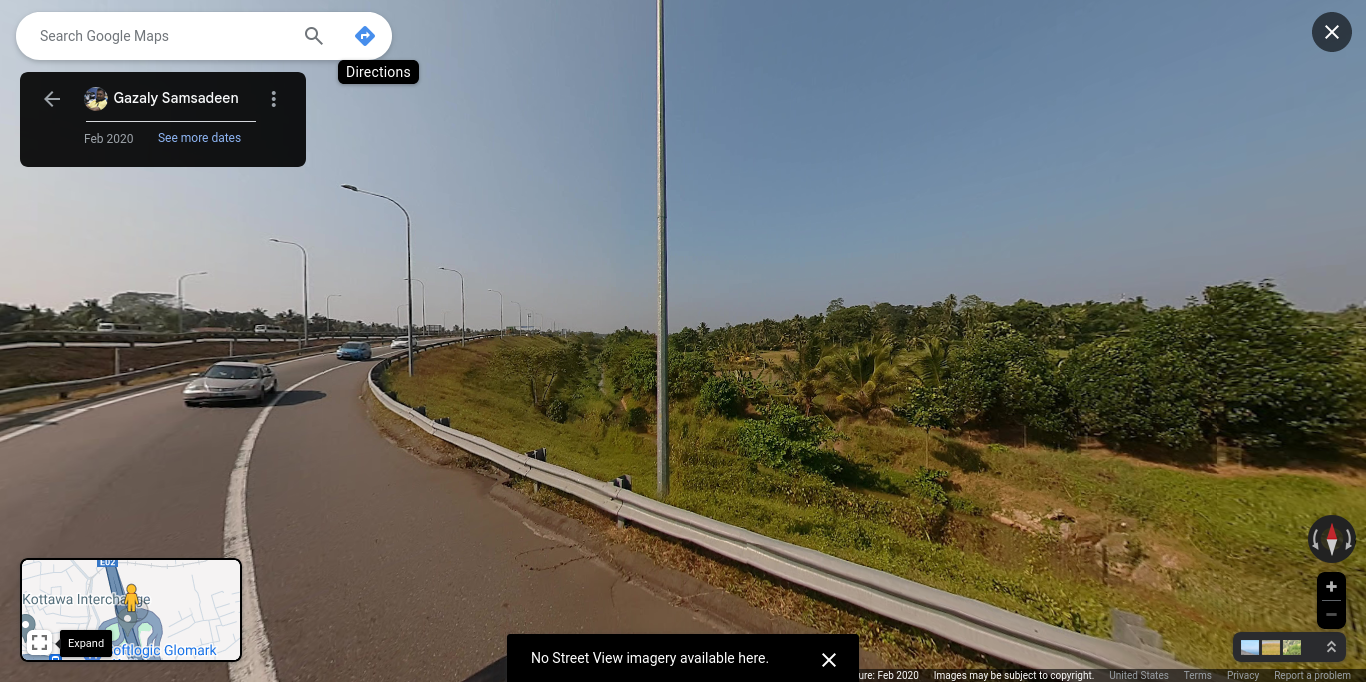 Search Google Maps
Directions
Gazaly Samsadeen
Feb 2020
See more dates
E02
Kottawa Interchange
Expand
oftlogic Glomark
No Street View imagery available here.
ure: Feb 2020
Images may be subject to copyright.
United States
Terms
Privacy
Report a problem